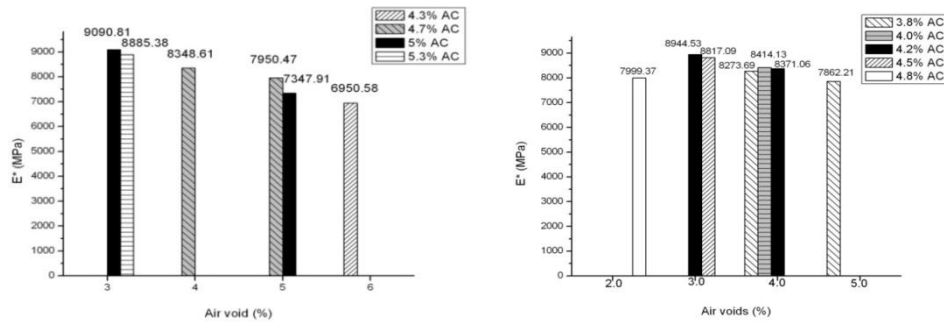 4.3% AC
4.7% AC
5% AC
5.3% AC
9090.81
8885.38
8348.61
7950.47
7347.91
6950.58
9000
8000
7000
6000
5000
4000
3000
2000
1000
0
E* (MPa)
3 4 5 6
Air void (%)
3.8% AC
4.0% AC
4.2% AC
4.5% AC
4.8% AC
7999.37
8944.53
8817.09
8273.69
8414.13
8371.06
7862.21
9000
8000
7000
6000
5000
4000
3000
2000
1000
0
E* (MPa)
2.0 3.0 4.0 5.0
Air voids (%)